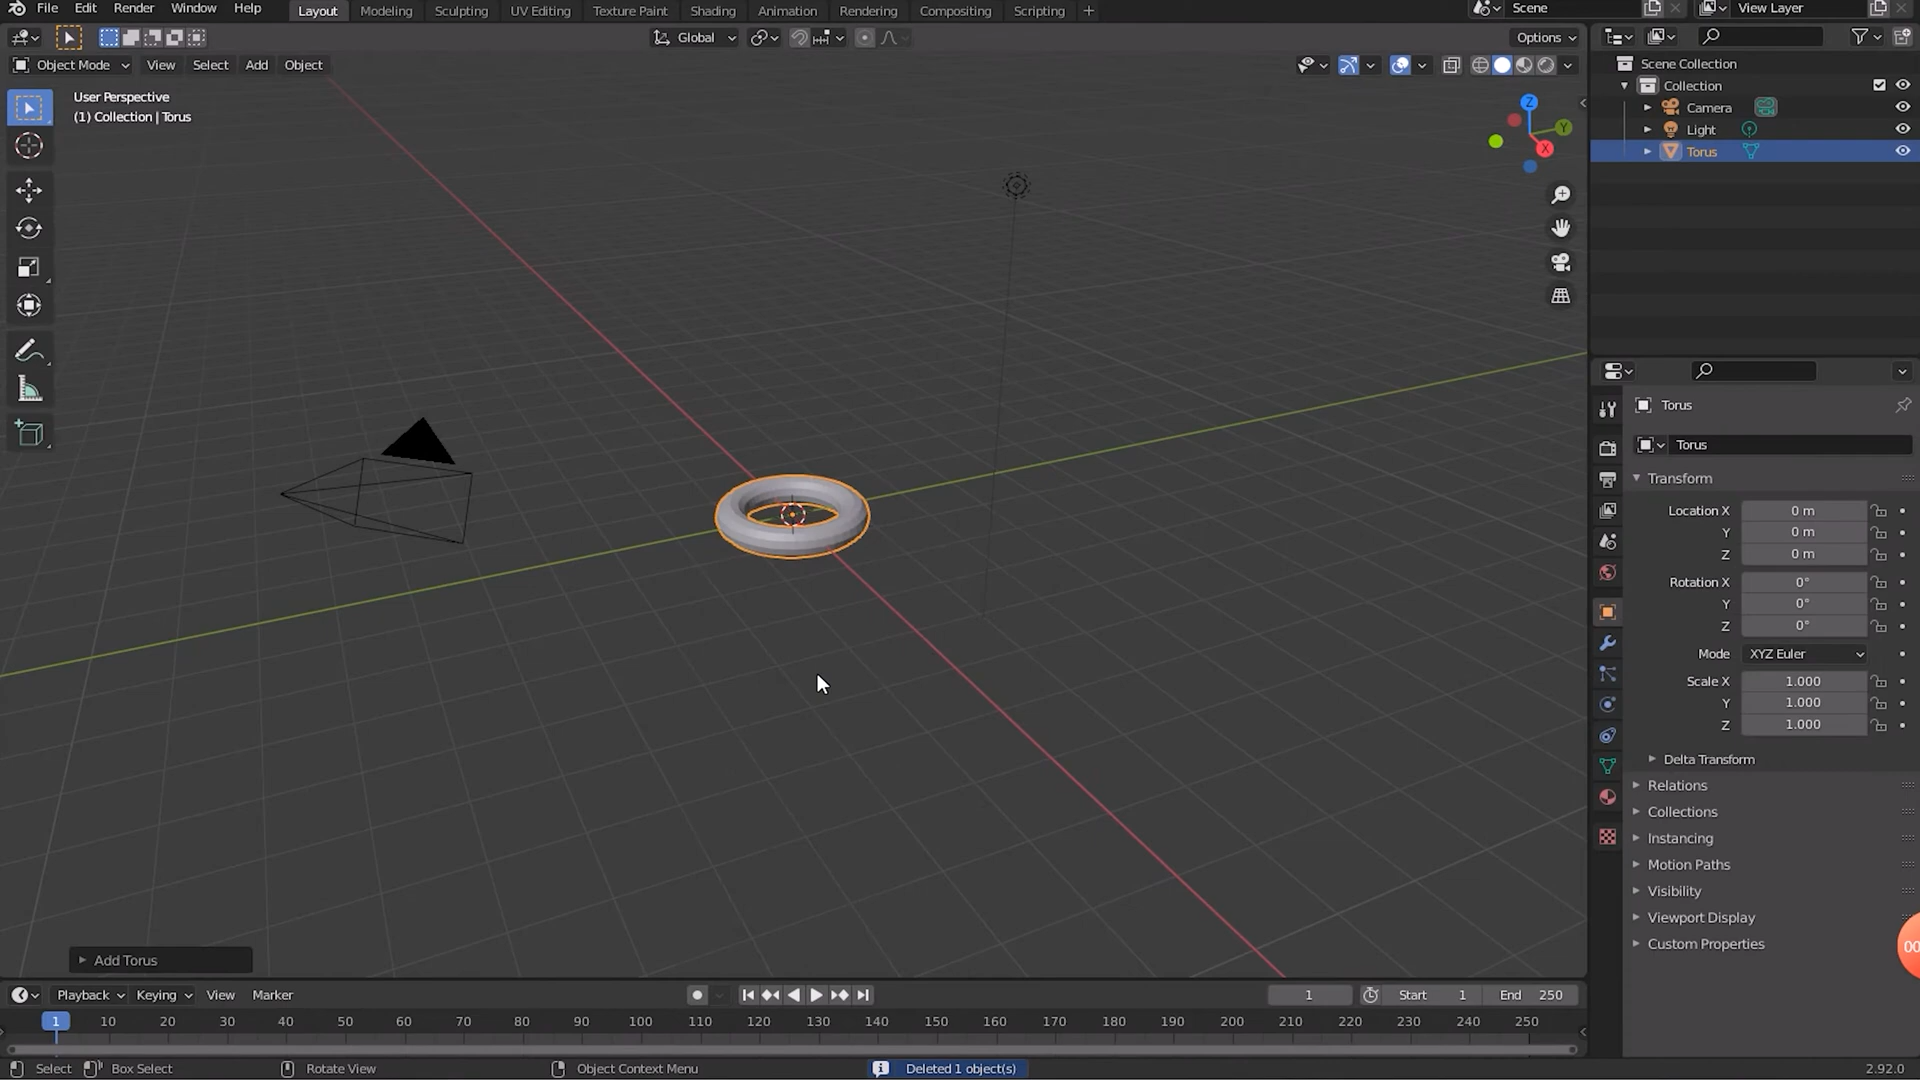 File Edit Render Window Help Layout Modeling Sculpting UV Editing Texture Paint Shading Animation Rendering Compositing Scripting + Scene View Layer
Global Options
Object Mode View Select Add Object
User Perspective
(1) Collection | Torus
Z
Y
X
Scene Collection
Collection
Camera
Light
Torus
Torus
Torus
Transform
Location X 0 m
Y 0 m
Z 0 m
Rotation X 0°
Y 0°
Z 0°
Mode XYZ Euler
Scale X 1.000
Y 1.000
Z 1.000
Delta Transform
Relations
Collections
Instancing
Motion Paths
Visibility
Viewport Display
Custom Properties
00
Add Torus
Playback Keying View Marker 1 Start 1 End 250
1 10 20 30 40 50 60 70 80 90 100 110 120 130 140 150 160 170 180 190 200 210 220 230 240 250
Select Box Select Rotate View Object Context Menu Deleted 1 object(s) 2.92.0